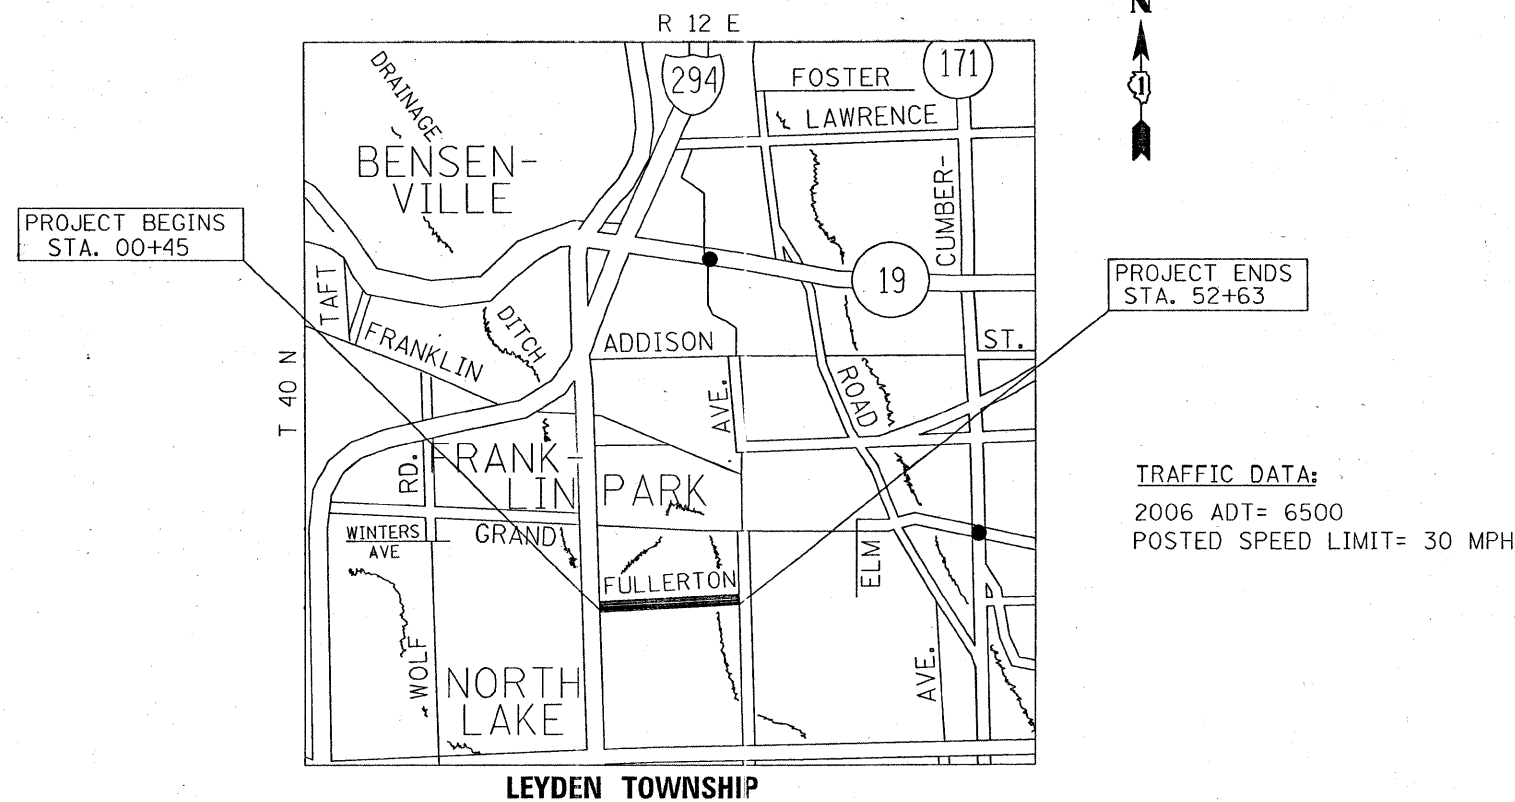 N
1
R 12 E
171
294
FOSTER
LAWRENCE
DRAINAGE
BENSEN-
VILLE
CUMBER-
PROJECT BEGINS
STA. 00+45
19
PROJECT ENDS
STA. 52+63
TAFT
DITCH
FRANKLIN
ADDISON
ST.
T 40 N
AVE.
ROAD
FRANK-
LIN PARK
RD.
TRAFFIC DATA:
2006 ADT= 6500
POSTED SPEED LIMIT= 30 MPH
WINTERS
AVE
GRAND
ELM
FULLERTON
WOLF
NORTH
LAKE
AVE.
LEYDEN TOWNSHIP